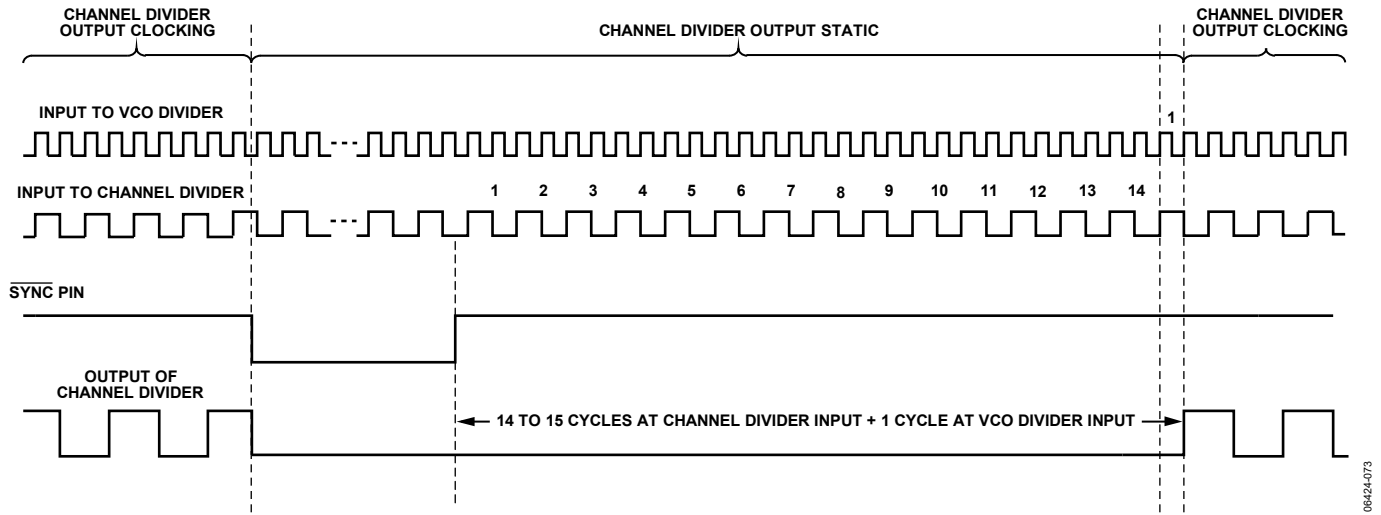 CHANNEL DIVIDER
OUTPUT CLOCKING
CHANNEL DIVIDER OUTPUT STATIC
CHANNEL DIVIDER
OUTPUT CLOCKING
INPUT TO VCO DIVIDER
1
INPUT TO CHANNEL DIVIDER
1 2 3 4 5 6 7 8 9 10 11 12 13 14
SYNC PIN
OUTPUT OF
CHANNEL DIVIDER
14 TO 15 CYCLES AT CHANNEL DIVIDER INPUT + 1 CYCLE AT VCO DIVIDER INPUT
06424-073